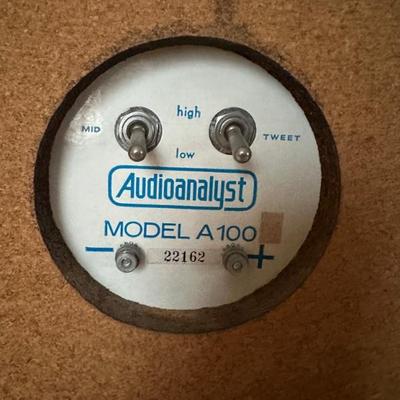 high
MID TWEET
low
Audioanalyst
MODEL A100
− 22162 +